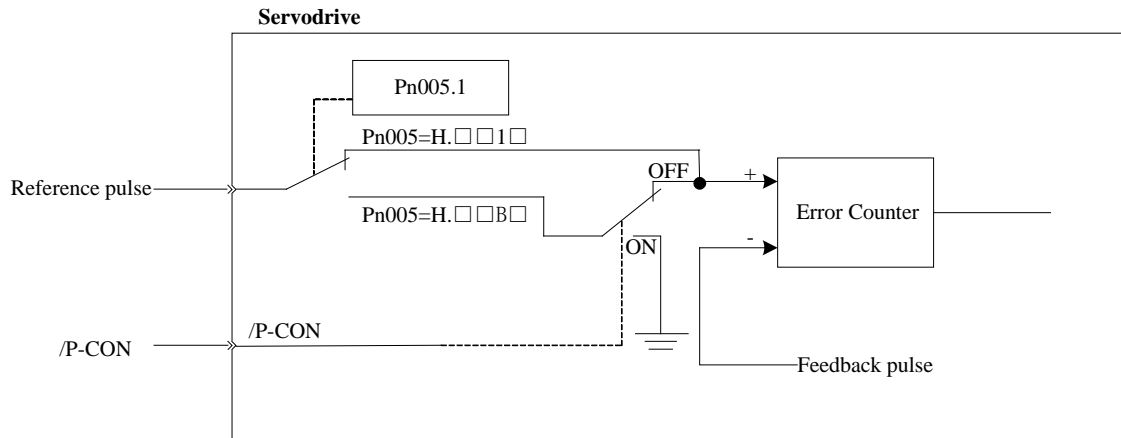 Servodrive
Pn005.1
Pn005=H.□□1□
Reference pulse
OFF
+
Error Counter
Pn005=H.□□B□
-
ON
/P-CON
/P-CON
Feedback pulse